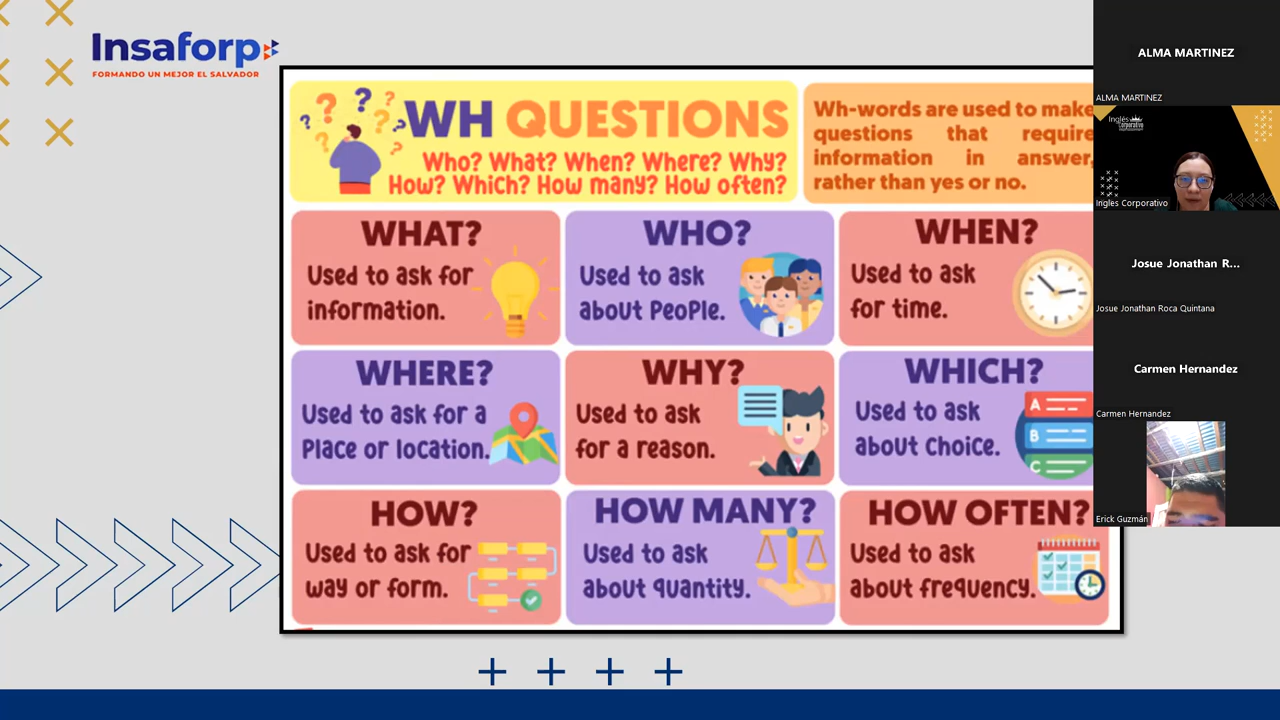 Insaforp
FORMANDO UN MEJOR EL SALVADOR
WH QUESTIONS
Who? What? When? Where? Why?
How? Which? How many? How often?
Wh-words are used to make
questions that require
information in answer,
rather than yes or no.
WHAT?
Used to ask for
information.
WHO?
Used to ask
about People.
WHEN?
Used to ask
for time.
WHERE?
Used to ask for a
Place or location.
WHY?
Used to ask
for a reason.
WHICH?
Used to ask
about Choice.
A
B
C
HOW?
Used to ask for
way or form.
HOW MANY?
Used to ask
about quantity.
HOW OFTEN?
Used to ask
about frequency.
ALMA MARTINEZ
ALMA MARTINEZ
Inglés
Corporativo
Ingles Corporativo
Josue Jonathan R...
Josue Jonathan Roca Quintana
Carmen Hernandez
Carmen Hernandez
Erick Guzmán